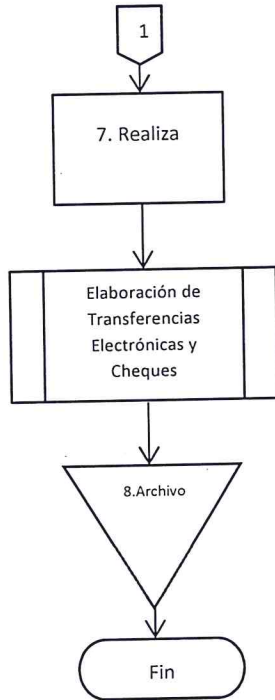 1
7. Realiza
Elaboración de
Transferencias
Electrónicas y
Cheques
8.Archivo
Fin